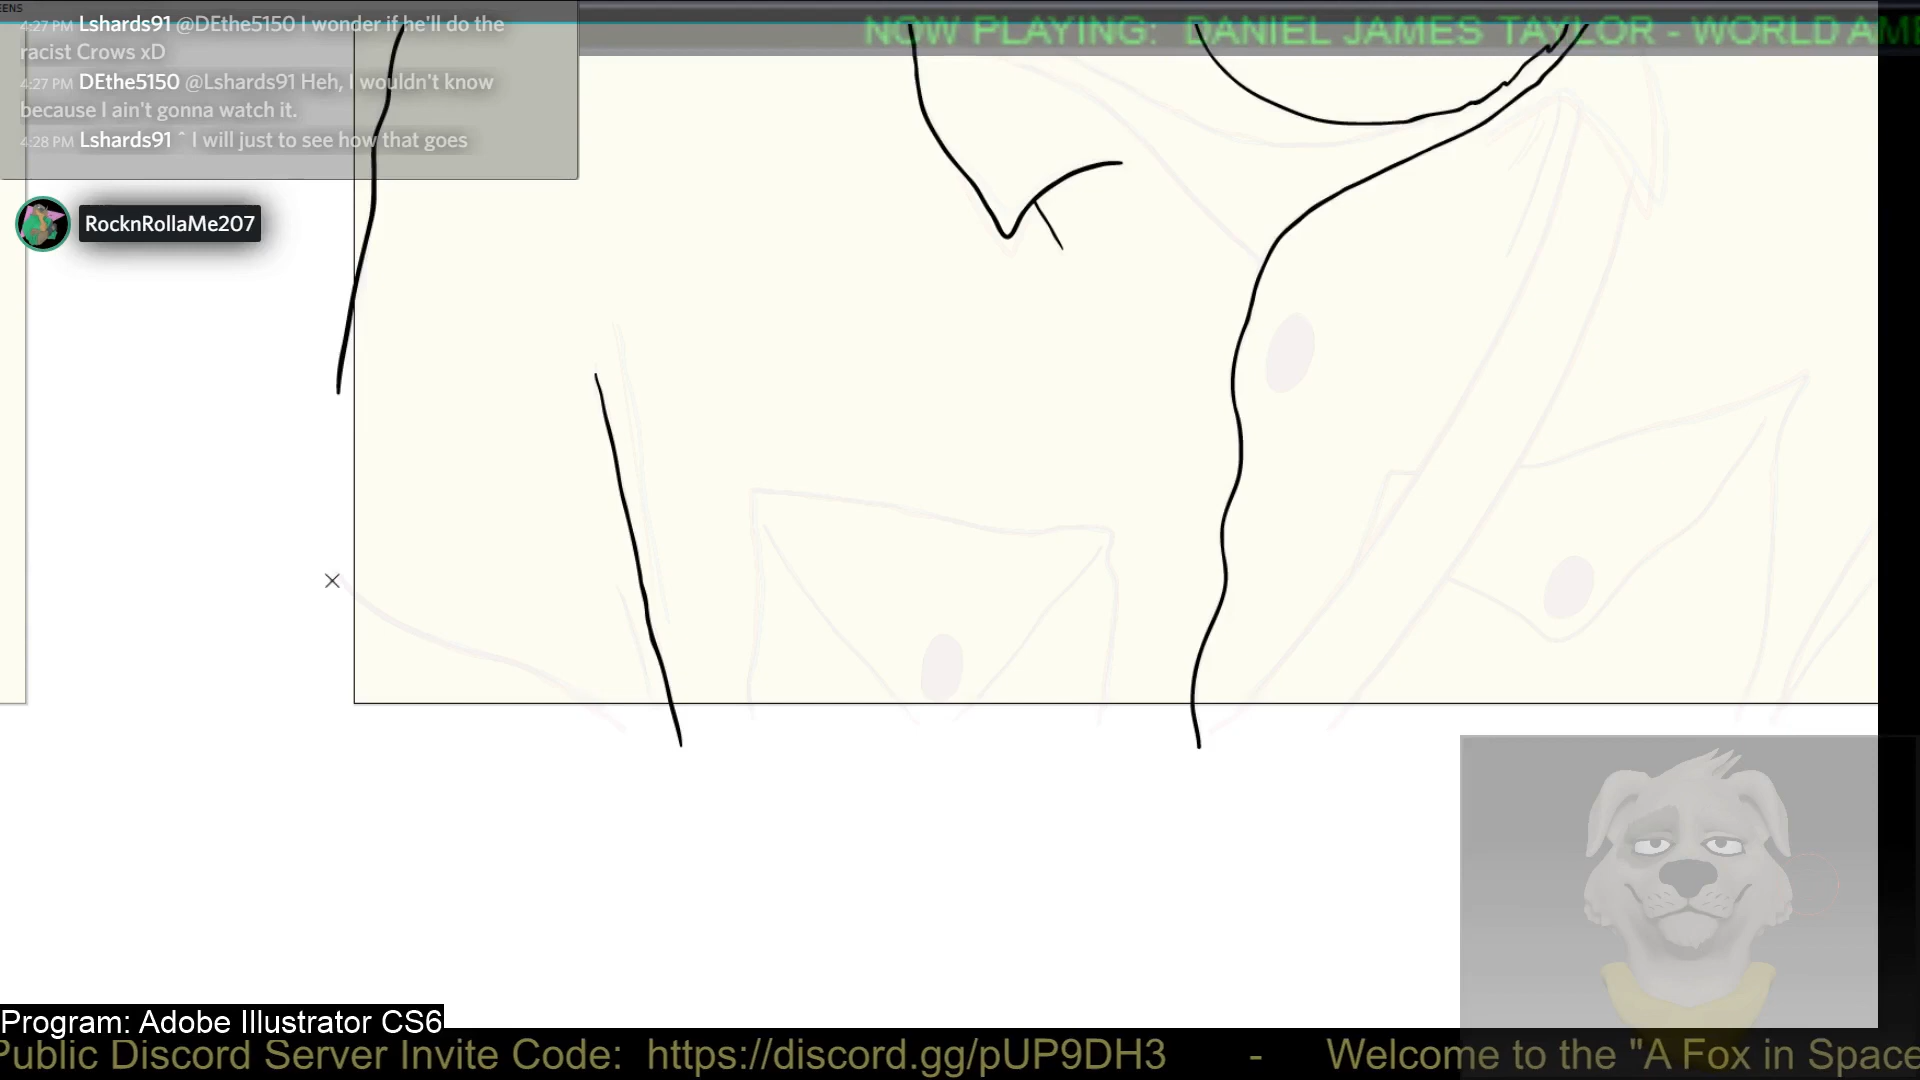 EENS
4:27 PM Lshards91 @DEthe5150 I wonder if he'll do the
racist Crows xD
4:27 PM DEthe5150 @Lshards91 Heh, I wouldn't know
because I ain't gonna watch it.
4:28 PM Lshards91 ^ I will just to see how that goes
NOW PLAYING: DANIEL JAMES TAYLOR - WORLD AME
RocknRollaMe207
Program: Adobe Illustrator CS6
Public Discord Server Invite Code: https://discord.gg/pUP9DH3 - Welcome to the "A Fox in Space